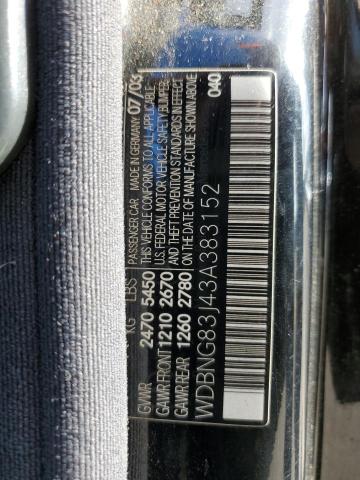 KG LBS PASSENGER CAR MADE IN GERMANY 07/03
GVWR 2470 5450 THIS VEHICLE CONFORMS TO ALL APPLICABLE
GAWR-FRONT 1210 2670 U.S. FEDERAL MOTOR VEHICLE SAFETY, BUMPER,
GAWR-REAR 1260 2780 AND THEFT PREVENTION STANDARDS IN EFFECT
ON THE DATE OF MANUFACTURE SHOWN ABOVE
WDBNG83J43A383152 040